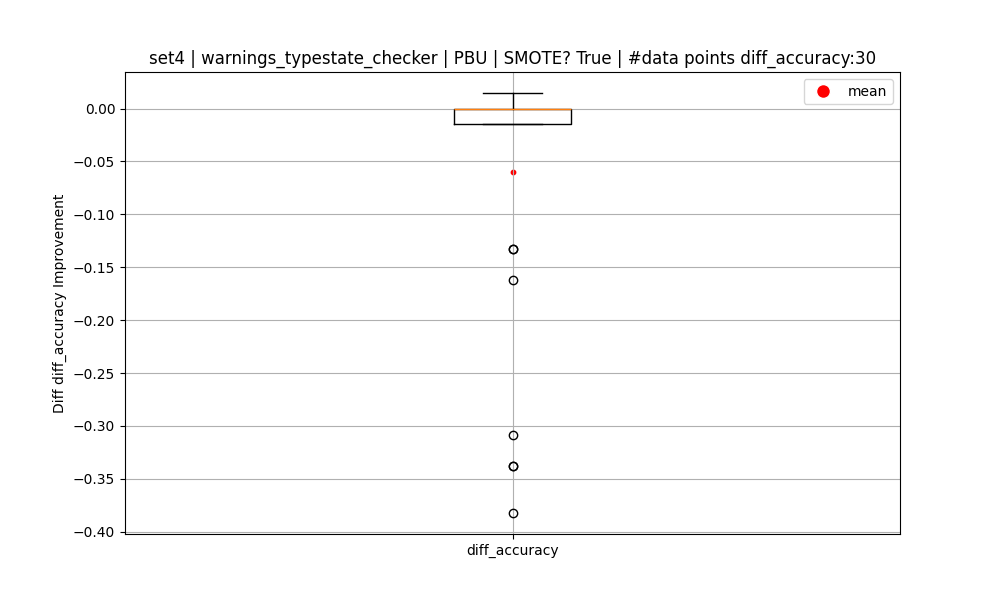 set4 | warnings_typestate_checker | PBU | SMOTE? True | #data points diff_accuracy:30
mean
0.00
−0.05
−0.10
−0.15
−0.20
−0.25
−0.30
−0.35
−0.40
Diff diff_accuracy Improvement
diff_accuracy